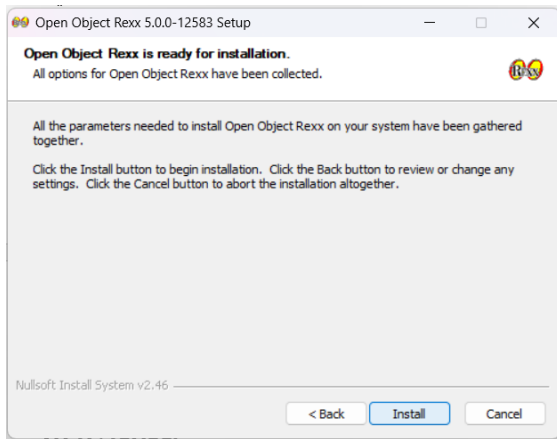 Open Object Rexx 5.0.0-12583 Setup
Open Object Rexx is ready for installation.
All options for Open Object Rexx have been collected.
Rexx
All the parameters needed to install Open Object Rexx on your system have been gathered
together.
Click the Install button to begin installation. Click the Back button to review or change any
settings. Click the Cancel button to abort the installation altogether.
Nullsoft Install System v2.46
< Back Install Cancel